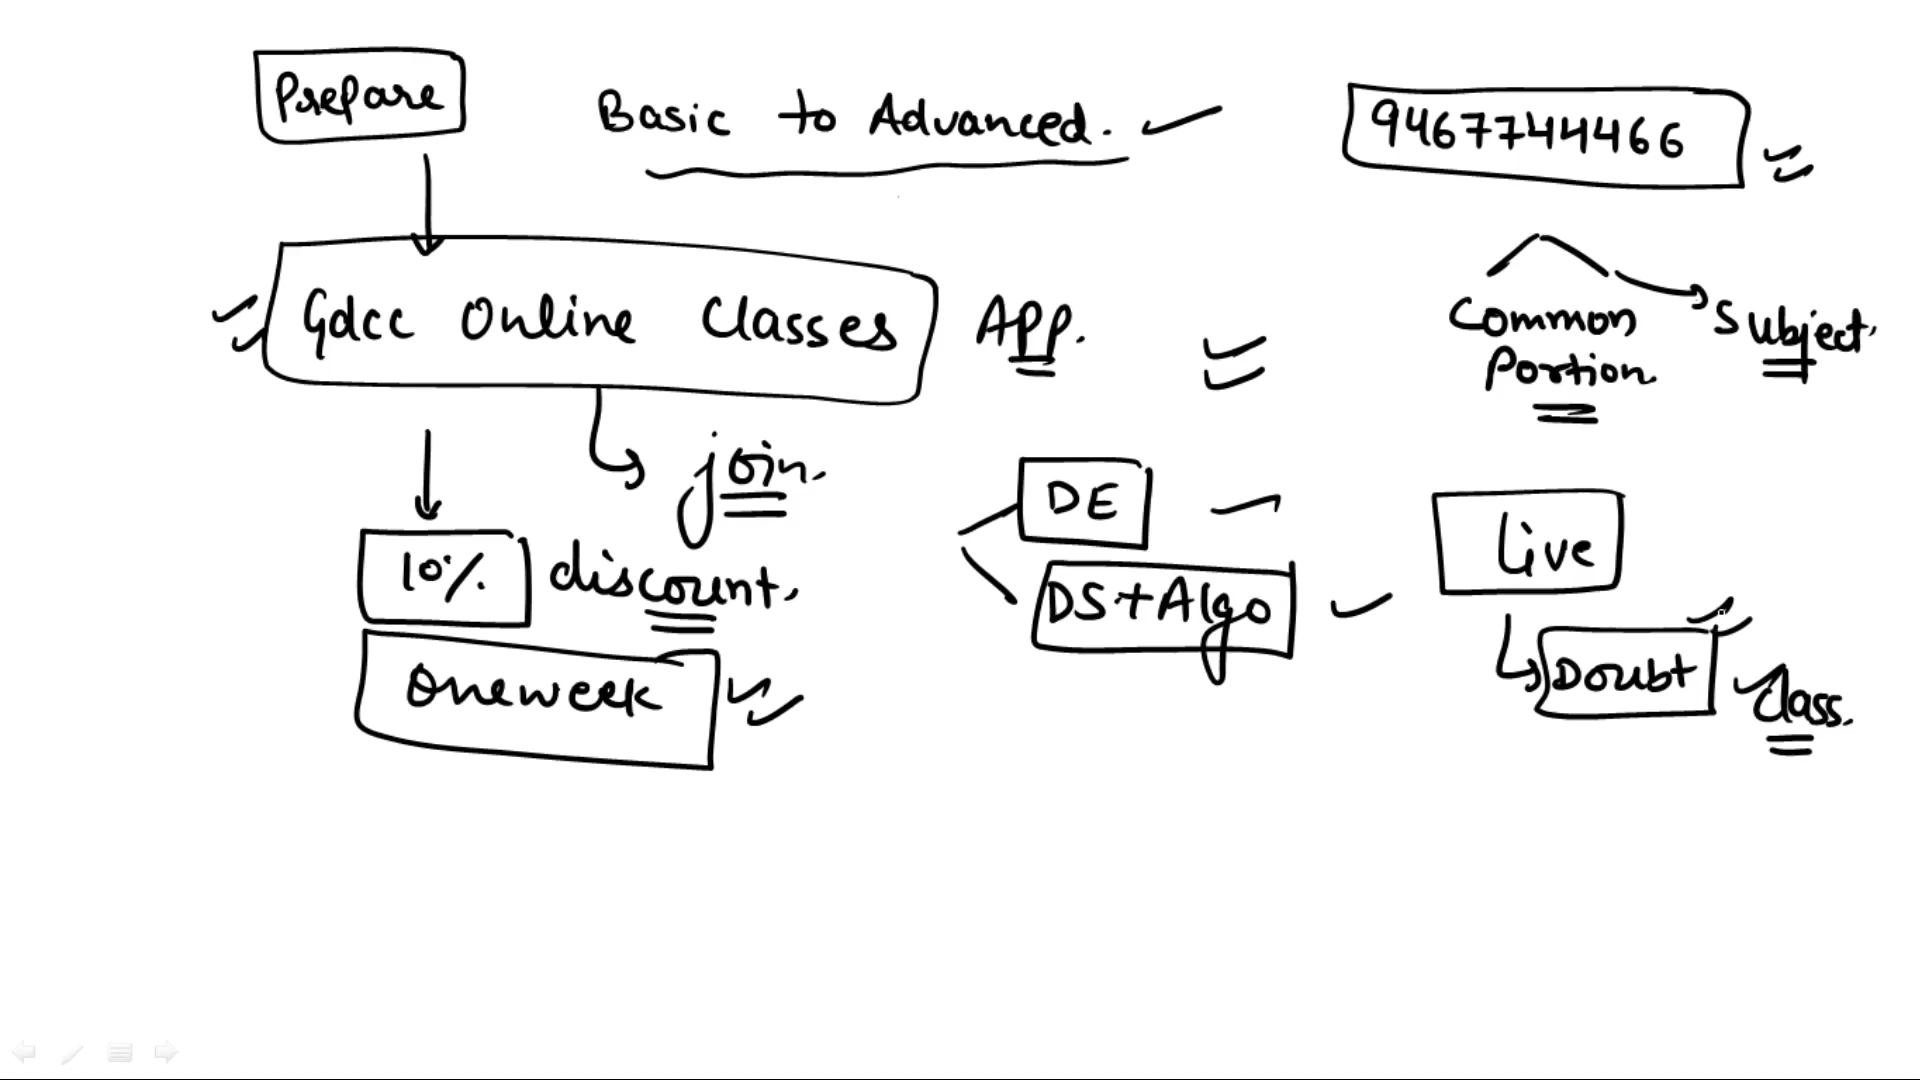 Prepare
Basic to Advanced.
9467744466
Gdcc Online Classes App.
Common
Portion
Subject.
join.
10% discount.
Oneweek
DE
DS+Algo
Live
Doubt Class.